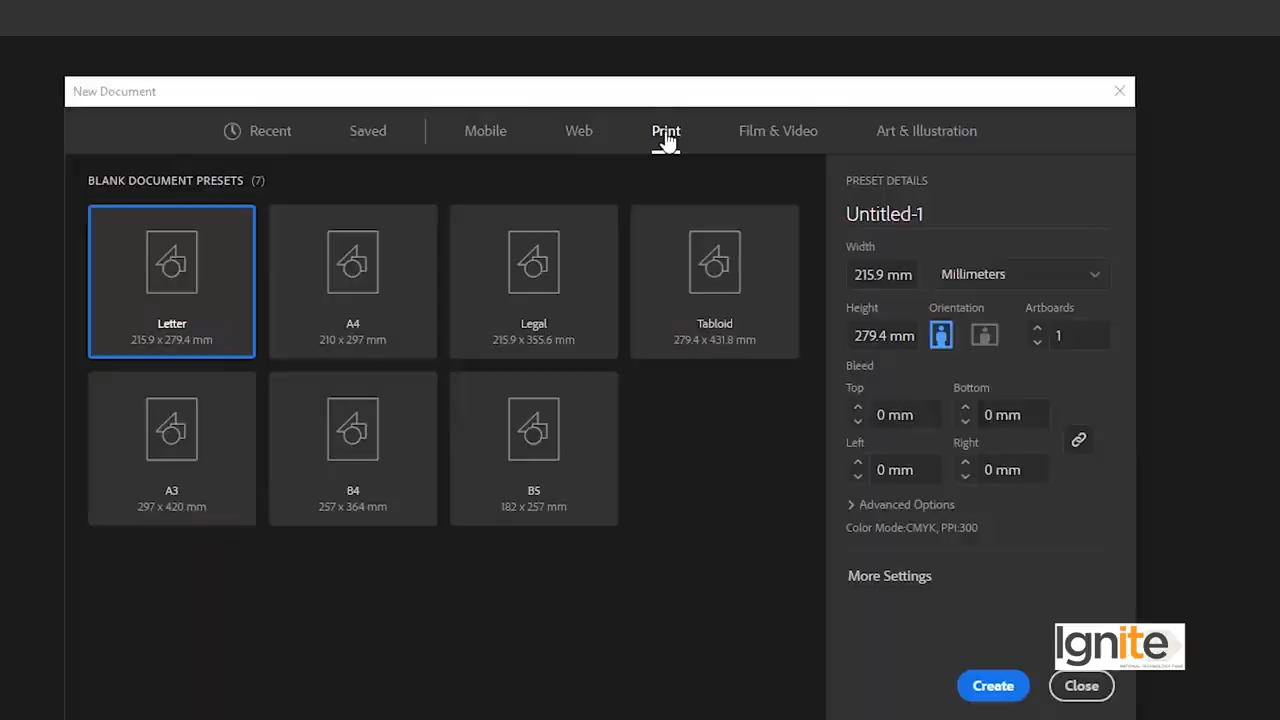 New Document
Recent Saved Mobile Web Print Film & Video Art & Illustration
BLANK DOCUMENT PRESETS (7)
Letter
215.9 x 279.4 mm
A4
210 x 297 mm
Legal
215.9 x 355.6 mm
Tabloid
279.4 x 431.8 mm
A3
297 x 420 mm
B4
257 x 364 mm
B5
182 x 257 mm
PRESET DETAILS
Untitled-1
Width
215.9 mm Millimeters
Height Orientation Artboards
279.4 mm 1
Bleed
Top Bottom
0 mm 0 mm
Left Right
0 mm 0 mm
Advanced Options
Color Mode:CMYK, PPI:300
More Settings
Ignite
Create Close